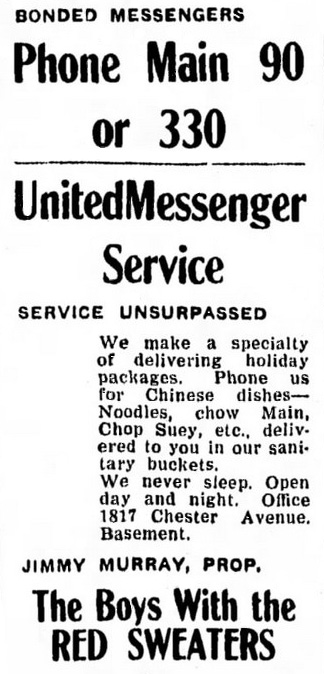 BONDED MESSENGERS
Phone Main 90
or 330
UnitedMessenger
Service
SERVICE UNSURPASSED
We make a specialty
of delivering holiday
packages. Phone us
for Chinese dishes—
Noodles, chow Main,
Chop Suey, etc., deliv-
ered to you in our sani-
tary buckets.
We never sleep. Open
day and night. Office
1817 Chester Avenue.
Basement.
JIMMY MURRAY, PROP.
The Boys With the
RED SWEATERS